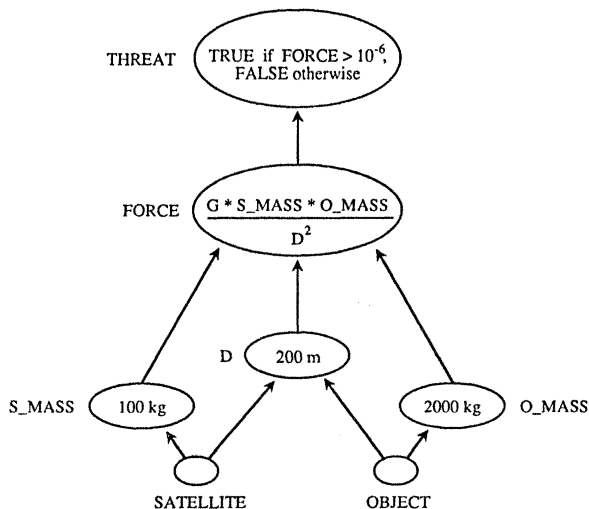 THREAT
TRUE if FORCE > 10⁻⁶,
FALSE otherwise
FORCE
G * S_MASS * O_MASS
D²
D
200 m
S_MASS
100 kg
2000 kg
O_MASS
SATELLITE
OBJECT